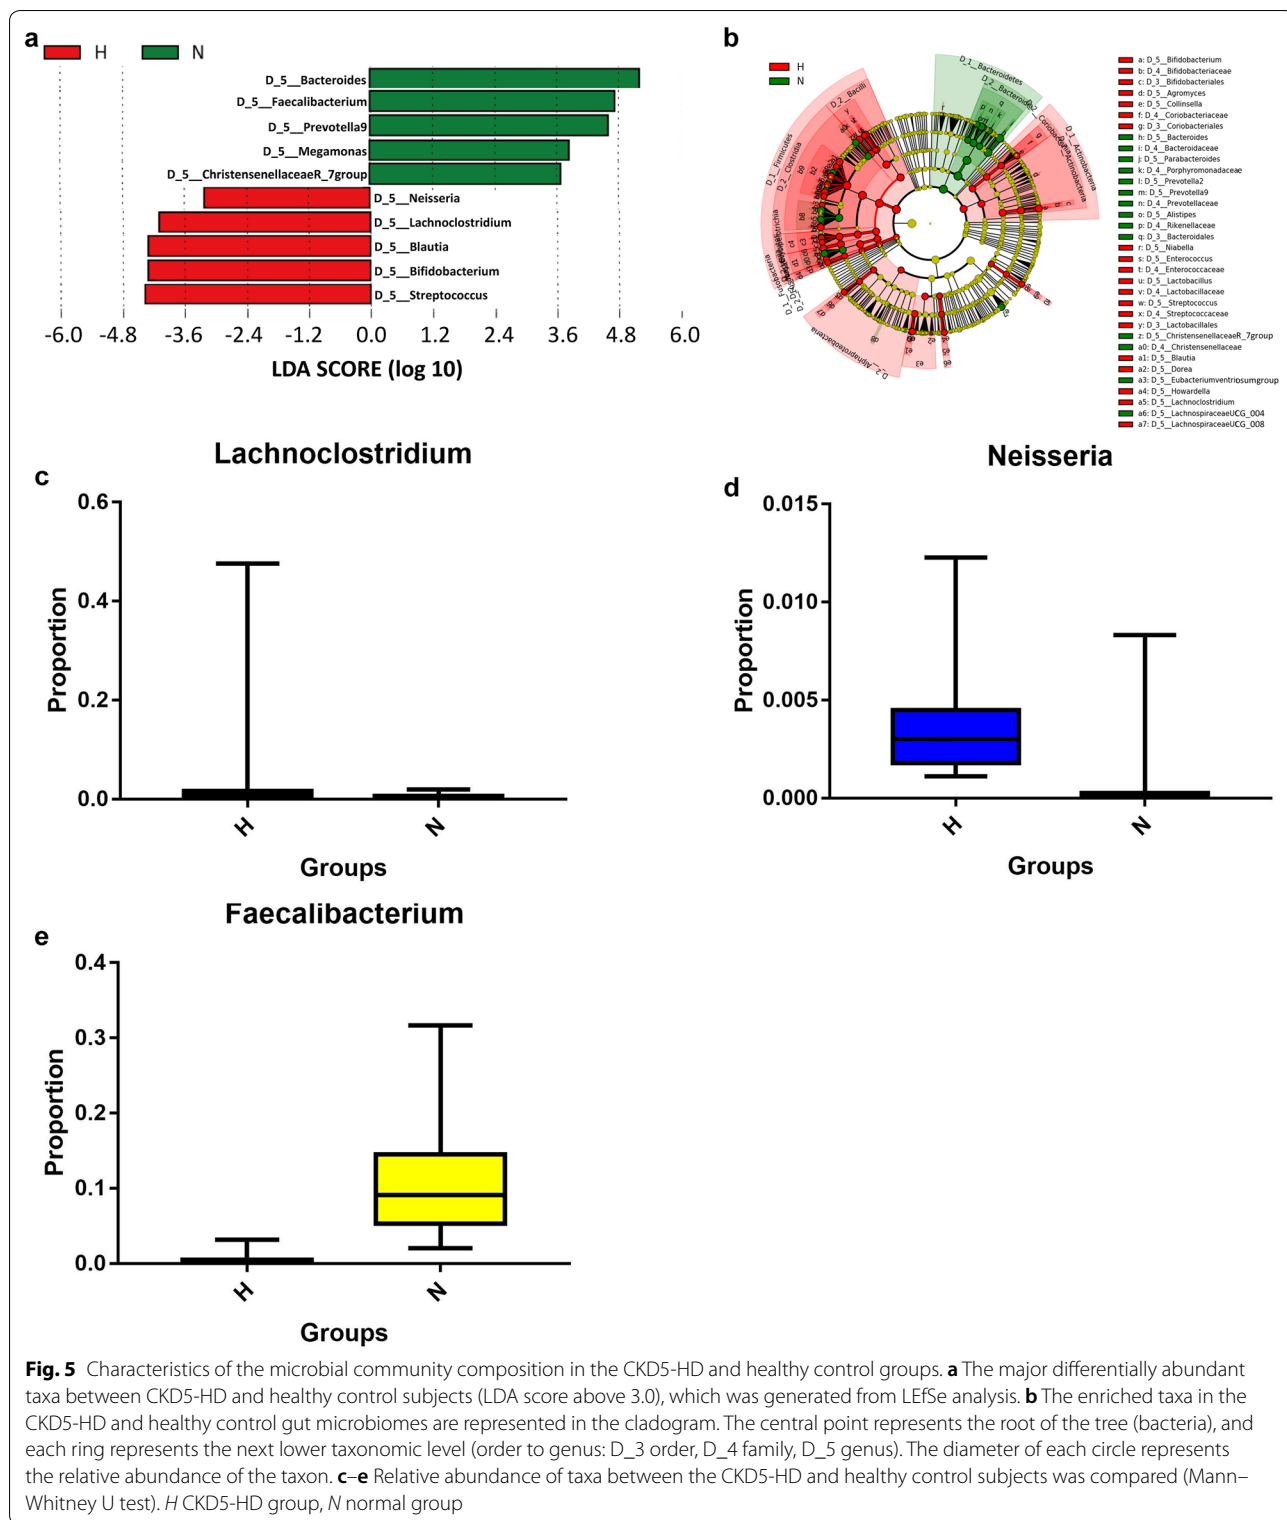 a
H N
D_5__Bacteroides
D_5__Faecalibacterium
D_5__Prevotella9
D_5__Megamonas
D_5__ChristensenellaceaeR_7group
D_5__Neisseria
D_5__Lachnoclostridium
D_5__Blautia
D_5__Bifidobacterium
D_5__Streptococcus
-6.0 -4.8 -3.6 -2.4 -1.2 0.0 1.2 2.4 3.6 4.8 6.0
LDA SCORE (log 10)
b
H
N
D_1__Bacteroidetes
D_2__Bacilli
D_1__Firmicutes
D_2__Clostridia
D_1__Actinobacteria
D_2__Alphaproteobacteria
a: D_5__Bifidobacterium
b: D_4__Bifidobacteriaceae
c: D_3__Bifidobacteriales
d: D_5__Agromyces
e: D_5__Collinsella
f: D_4__Coriobacteriaceae
g: D_3__Coriobacteriales
h: D_5__Bacteroides
i: D_4__Bacteroidaceae
j: D_5__Parabacteroides
k: D_4__Porphyromonadaceae
l: D_5__Prevotella2
m: D_5__Prevotella9
n: D_4__Prevotellaceae
o: D_5__Alistipes
p: D_4__Rikenellaceae
q: D_3__Bacteroidales
r: D_5__Niabella
s: D_5__Enterococcus
t: D_4__Enterococcaceae
u: D_5__Lactobacillus
v: D_4__Lactobacillaceae
w: D_5__Streptococcus
x: D_4__Streptococcaceae
y: D_3__Lactobacillales
z: D_5__ChristensenellaceaeR_7group
a0: D_4__Christensenellaceae
a1: D_5__Blautia
a2: D_5__Dorea
a3: D_5__Eubacteriumventriosumgroup
a4: D_5__Howardella
a5: D_5__Lachnoclostridium
a6: D_5__LachnospiraceaeUCG_004
a7: D_5__LachnospiraceaeUCG_008
c
Lachnoclostridium
Proportion
0.6
0.4
0.2
0.0
H N
Groups
d
Neisseria
Proportion
0.015
0.010
0.005
0.000
H N
Groups
e
Faecalibacterium
Proportion
0.4
0.3
0.2
0.1
0.0
H N
Groups
Fig. 5 Characteristics of the microbial community composition in the CKD5-HD and healthy control groups. a The major differentially abundant
taxa between CKD5-HD and healthy control subjects (LDA score above 3.0), which was generated from LEfSe analysis. b The enriched taxa in the
CKD5-HD and healthy control gut microbiomes are represented in the cladogram. The central point represents the root of the tree (bacteria), and
each ring represents the next lower taxonomic level (order to genus: D_3 order, D_4 family, D_5 genus). The diameter of each circle represents
the relative abundance of the taxon. c–e Relative abundance of taxa between the CKD5-HD and healthy control subjects was compared (Mann–
Whitney U test). H CKD5-HD group, N normal group